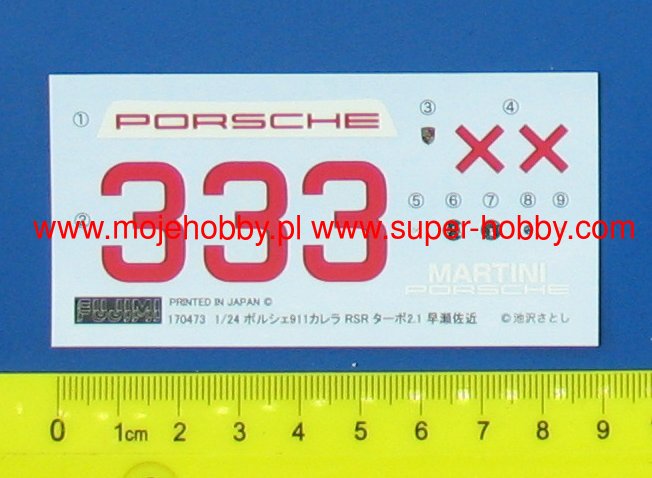 ① PORSCHE ③ ④
XX
333
② ⑤ ⑥ ⑦ ⑧ ⑨
www.mojehobby.pl www.super-hobby.com
MARTINI
PORSCHE
FUJIMI PRINTED IN JAPAN ©
170473 1/24 ポルシェ911カレラ RSR ターボ2.1 早瀬佐近 ©池沢さとし
0 1cm 2 3 4 5 6 7 8 9